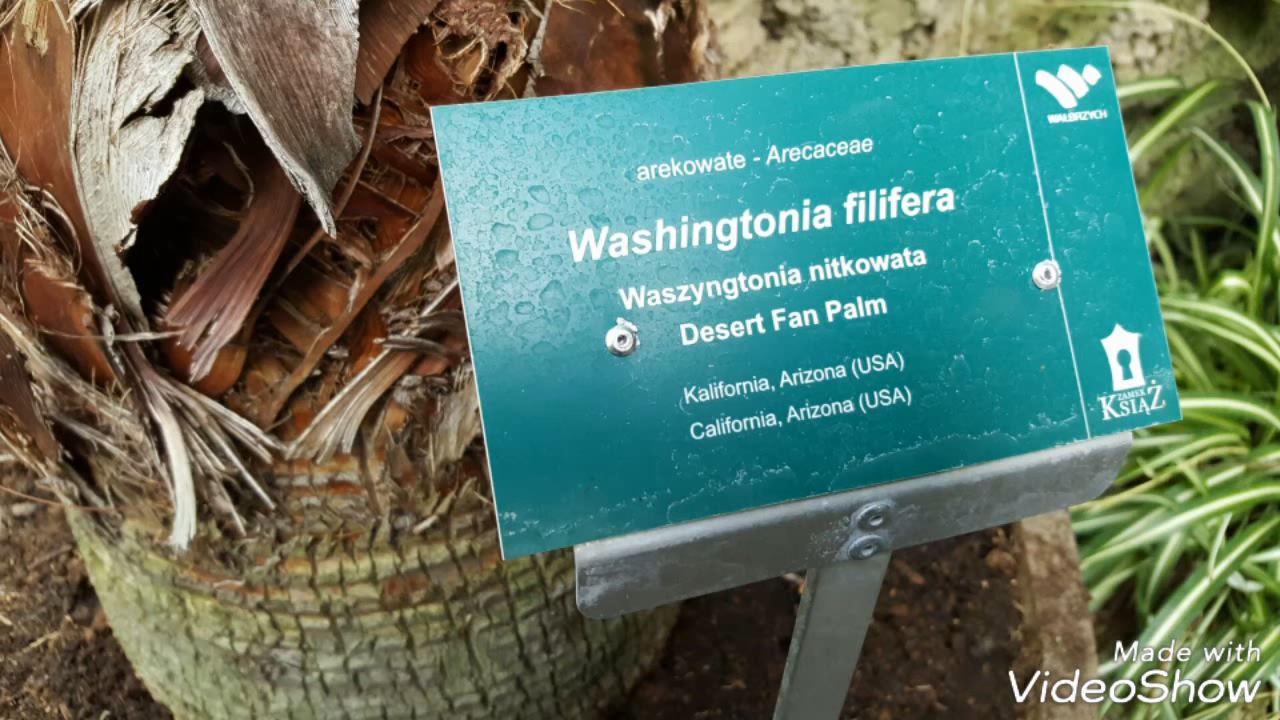 arekowate - Arecaceae
Washingtonia filifera
Waszyngtonia nitkowata
Desert Fan Palm
Kalifornia, Arizona (USA)
California, Arizona (USA)
WAŁBRZYCH
ZAMEK
KSIĄŻ
Made with
VideoShow